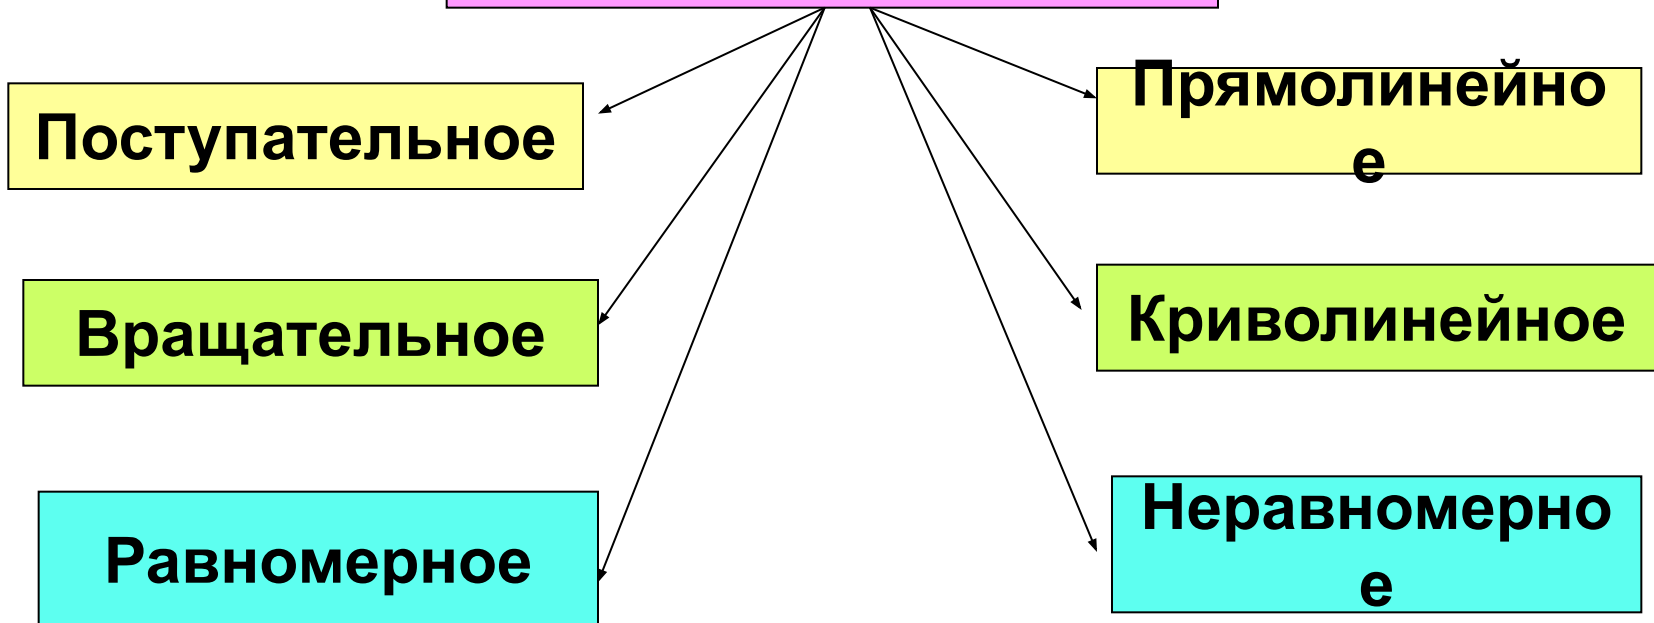 Поступательное
Прямолинейно
е
Вращательное
Криволинейное
Равномерное
Неравномерно
е